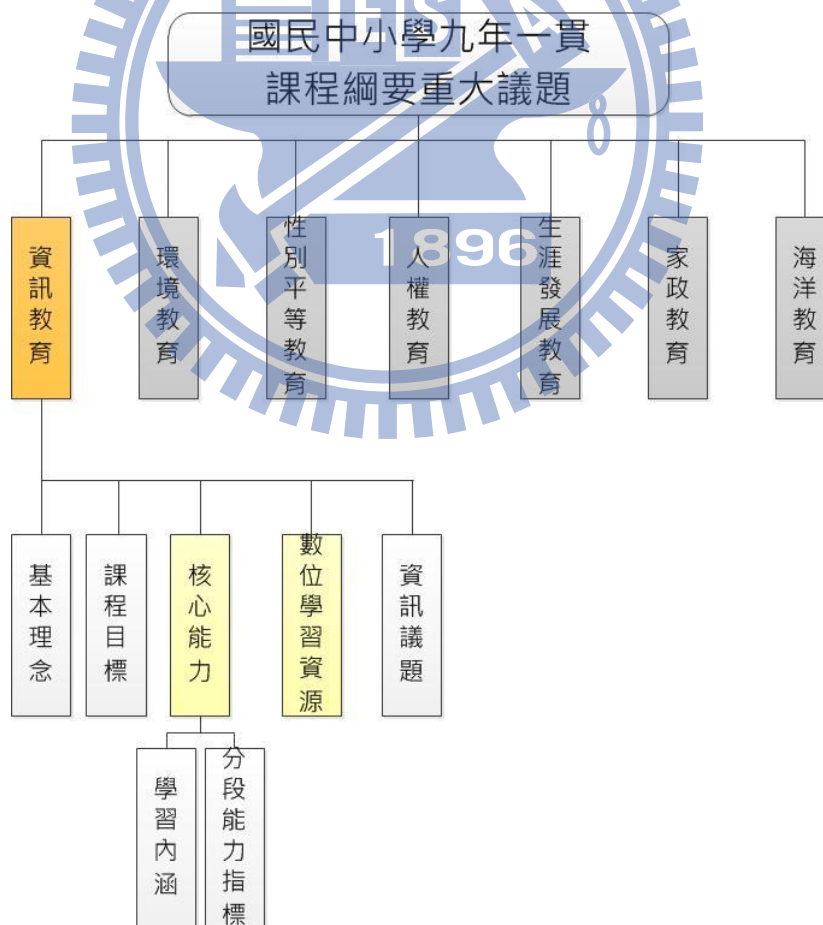 國民中小學九年一貫
課程綱要重大議題
資訊教育
環境教育
性別平等教育
人權教育
生涯發展教育
家政教育
海洋教育
1896
基本理念
課程目標
核心能力
數位學習資源
資訊議題
學習內涵
分段能力指標